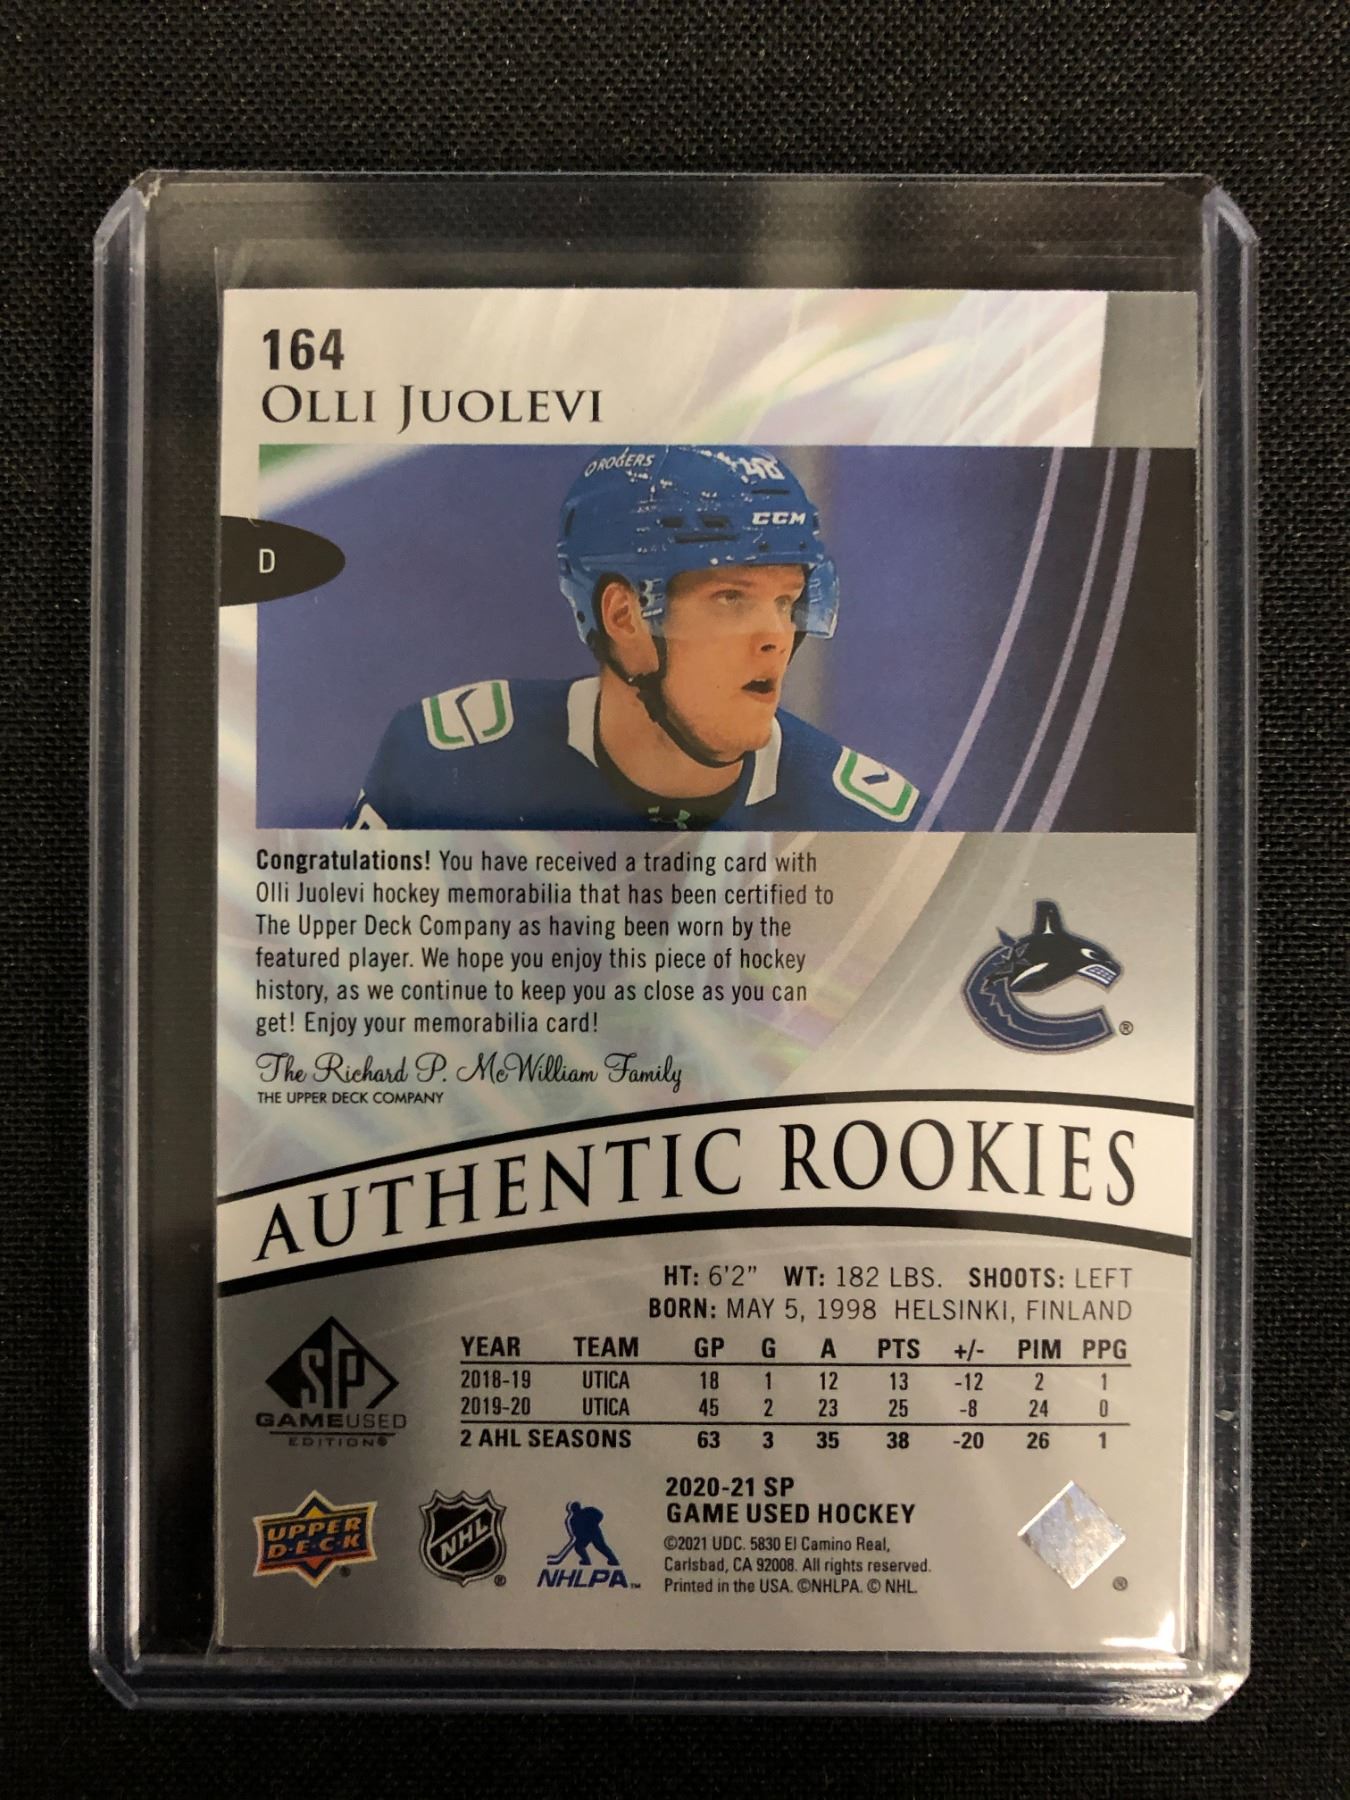 164
OLLI JUOLEVI
ROGERS
48
CCM
D
Congratulations! You have received a trading card with
Olli Juolevi hockey memorabilia that has been certified to
The Upper Deck Company as having been worn by the
featured player. We hope you enjoy this piece of hockey
history, as we continue to keep you as close as you can
get! Enjoy your memorabilia card!
The Richard P. McWilliam Family
THE UPPER DECK COMPANY
®
AUTHENTIC ROOKIES
HT: 6'2" WT: 182 LBS. SHOOTS: LEFT
BORN: MAY 5, 1998 HELSINKI, FINLAND
YEAR TEAM GP G A PTS +/- PIM PPG
2018-19 UTICA 18 1 12 13 -12 2 1
2019-20 UTICA 45 2 23 25 -8 24 0
2 AHL SEASONS 63 3 35 38 -20 26 1
SP
GAMEUSED
EDITION®
UPPER
D·E·C·K ®
NHL ®
NHLPA™
2020-21 SP
GAME USED HOCKEY
©2021 UDC. 5830 El Camino Real,
Carlsbad, CA 92008. All rights reserved.
Printed in the USA. ©NHLPA. © NHL.
®